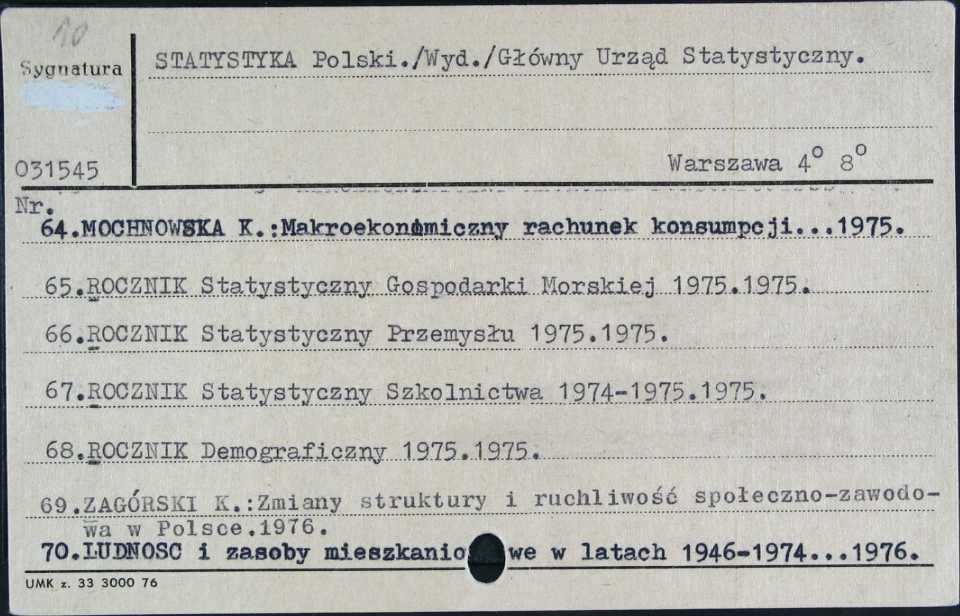 10
Sygnatura
STATYSTYKA Polski./Wyd./Główny Urząd Statystyczny.
031545
Warszawa 4° 8°
Nr.
64.MOCHNOWSKA K.:Makroekonomiczny rachunek konsumpcji...1975.
65.ROCZNIK Statystyczny Gospodarki Morskiej 1975.1975.
66.ROCZNIK Statystyczny Przemysłu 1975.1975.
67.ROCZNIK Statystyczny Szkolnictwa 1974-1975.1975.
68.ROCZNIK Demograficzny 1975.1975.
69.ZAGÓRSKI K.:Zmiany struktury i ruchliwość społeczno-zawodo-
wa w Polsce.1976.
70.LUDNOSC i zasoby mieszkanio we w latach 1946-1974...1976.
UMK z. 33 3000 76